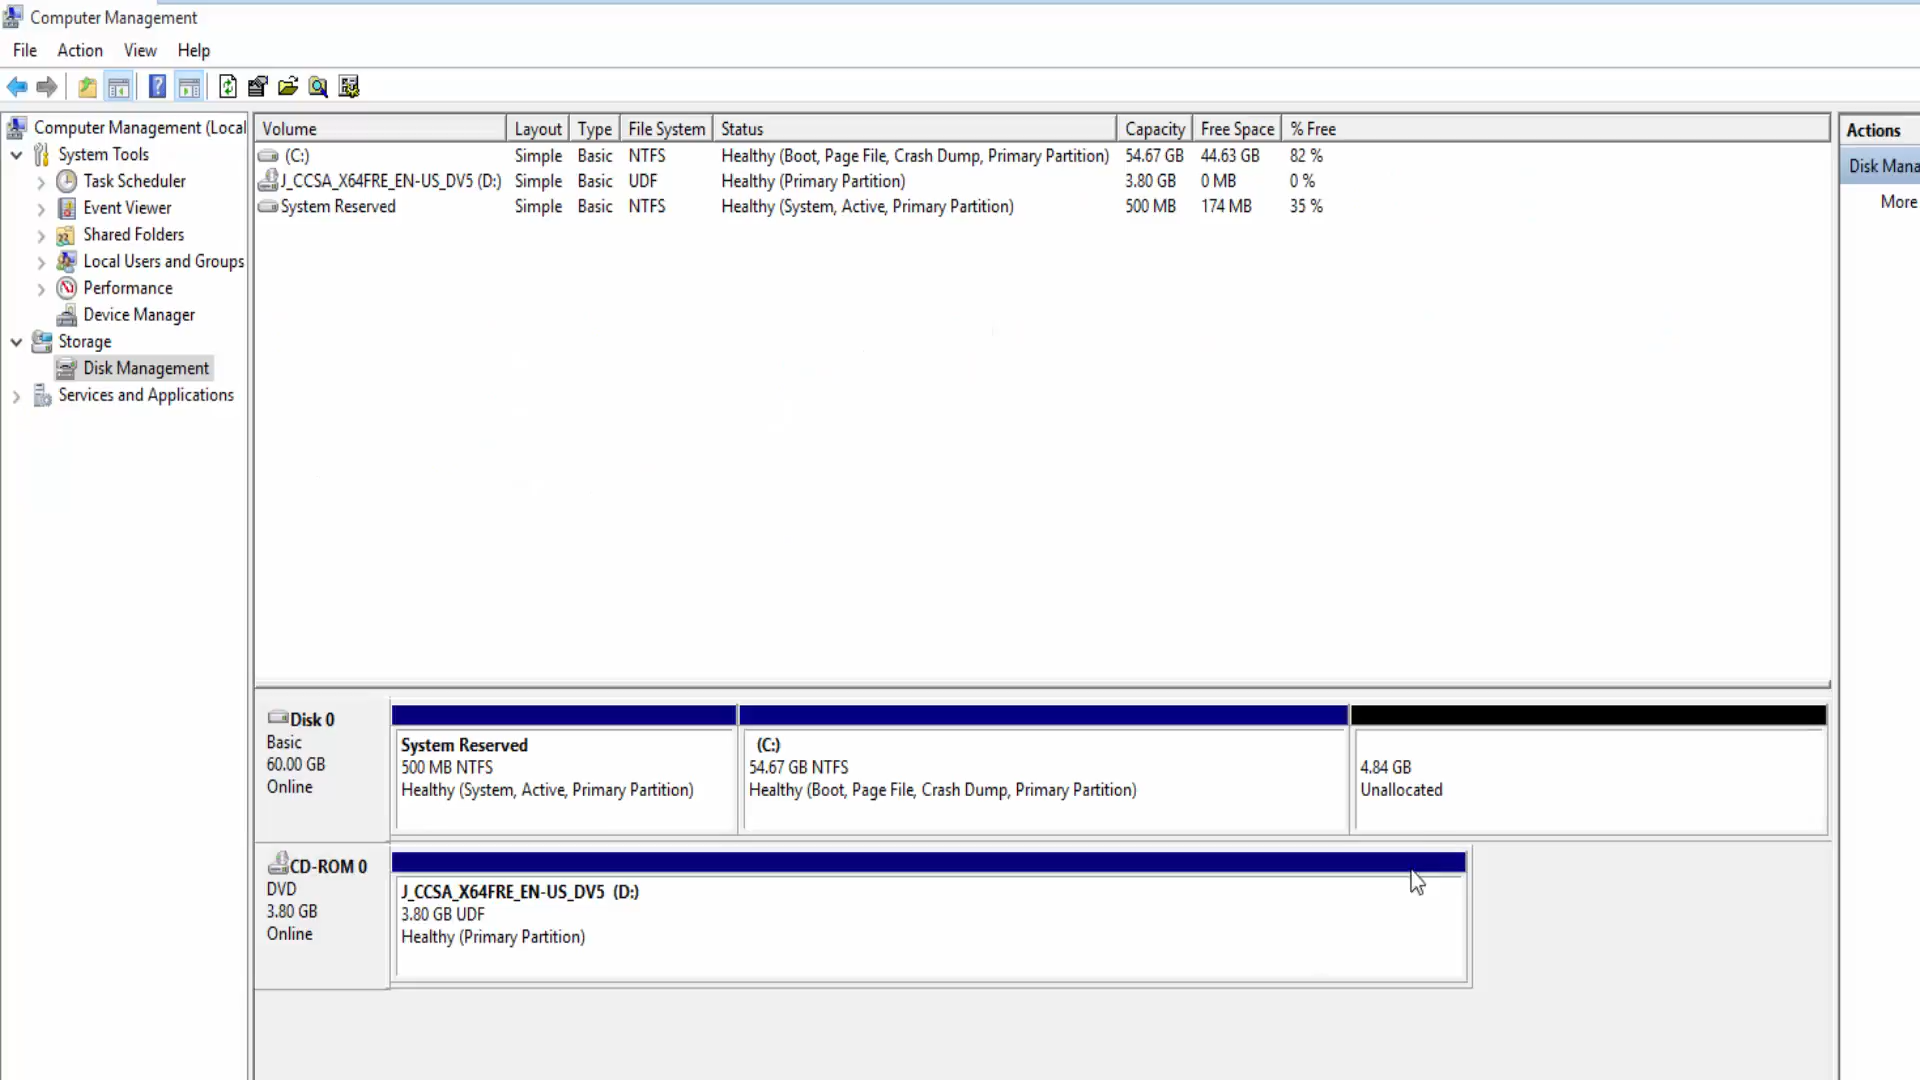 Computer Management
File Action View Help
Computer Management (Local
System Tools
Task Scheduler
Event Viewer
Shared Folders
Local Users and Groups
Performance
Device Manager
Storage
Disk Management
Services and Applications
Volume Layout Type File System Status Capacity Free Space % Free
(C:) Simple Basic NTFS Healthy (Boot, Page File, Crash Dump, Primary Partition) 54.67 GB 44.63 GB 82 %
J_CCSA_X64FRE_EN-US_DV5 (D:) Simple Basic UDF Healthy (Primary Partition) 3.80 GB 0 MB 0 %
System Reserved Simple Basic NTFS Healthy (System, Active, Primary Partition) 500 MB 174 MB 35 %
Disk 0
Basic
60.00 GB
Online
System Reserved
500 MB NTFS
Healthy (System, Active, Primary Partition)
(C:)
54.67 GB NTFS
Healthy (Boot, Page File, Crash Dump, Primary Partition)
4.84 GB
Unallocated
CD-ROM 0
DVD
3.80 GB
Online
J_CCSA_X64FRE_EN-US_DV5 (D:)
3.80 GB UDF
Healthy (Primary Partition)
Actions
Disk Mana
More